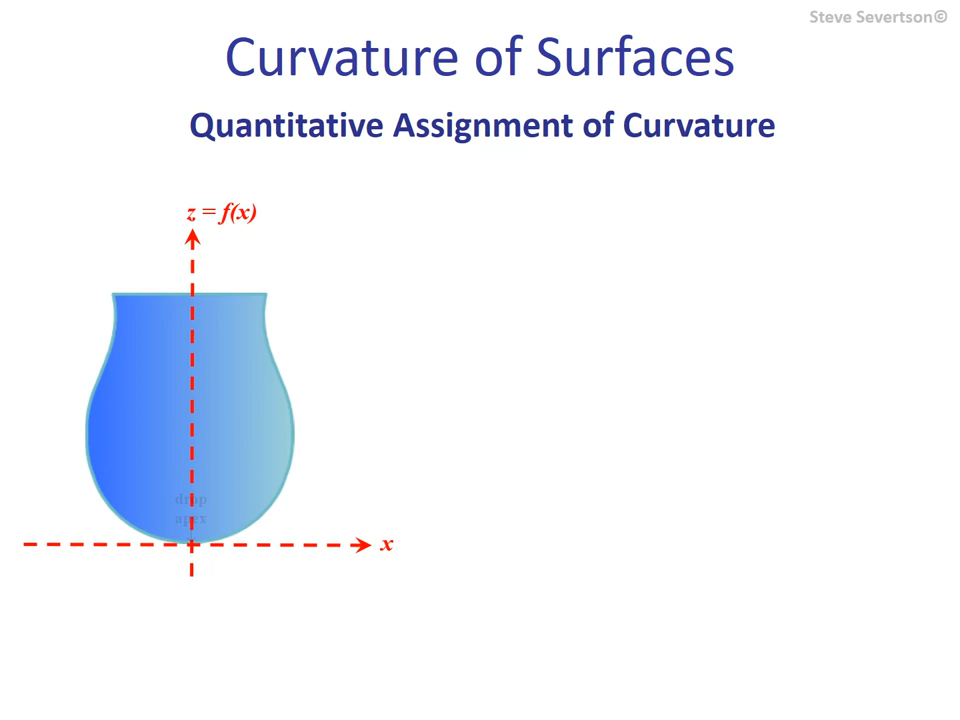 Steve Severtson©
Curvature of Surfaces
Quantitative Assignment of Curvature
z = f(x)
drop
apex
x